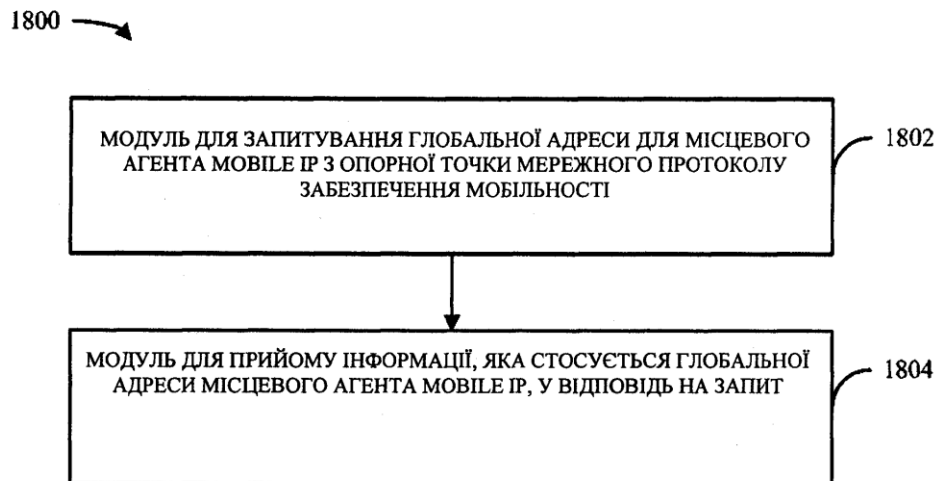 1800
МОДУЛЬ ДЛЯ ЗАПИТУВАННЯ ГЛОБАЛЬНОЇ АДРЕСИ ДЛЯ МІСЦЕВОГО
АГЕНТА MOBILE IP З ОПОРНОЇ ТОЧКИ МЕРЕЖНОГО ПРОТОКОЛУ
ЗАБЕЗПЕЧЕННЯ МОБІЛЬНОСТІ
1802
МОДУЛЬ ДЛЯ ПРИЙОМУ ІНФОРМАЦІЇ, ЯКА СТОСУЄТЬСЯ ГЛОБАЛЬНОЇ
АДРЕСИ МІСЦЕВОГО АГЕНТА MOBILE IP, У ВІДПОВІДЬ НА ЗАПИТ
1804